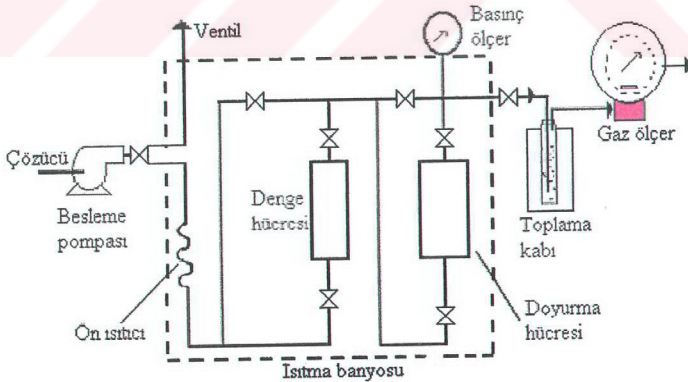 Ventil
Basınç
ölçer
Gaz ölçer
Çözücü
Besleme
pompası
Denge
hücresi
Toplama
kabı
Ön ısıtıcı
Doyurma
hücresi
Isıtma banyosu